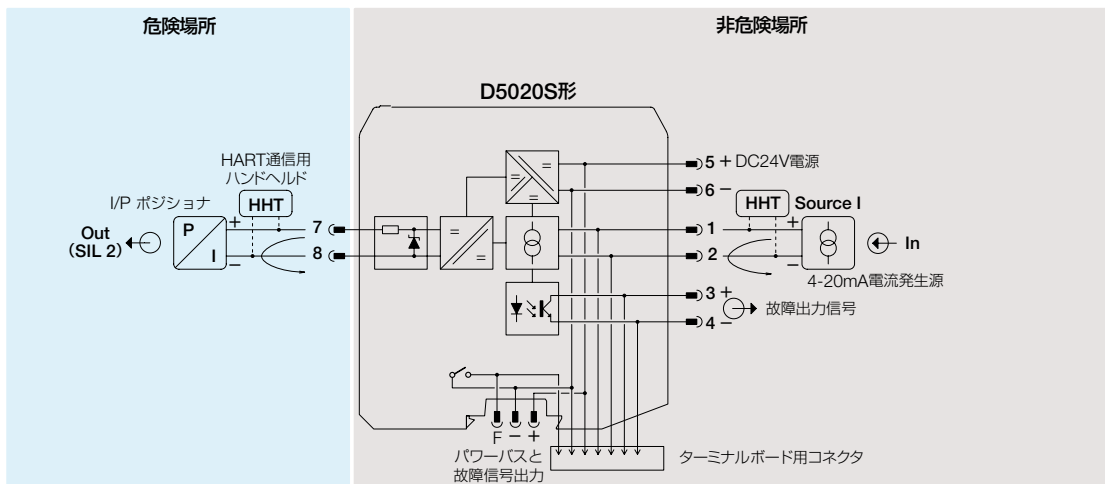 危険場所
非危険場所
D5020S形
HART通信用
ハンドヘルド
I/P ポジショナ
HHT
Out
(SIL 2)
P
I
+
−
7
8
5 + DC24V電源
6 −
HHT
Source I
1
2
+
−
In
4-20mA電流発生源
3 +
4 −
故障出力信号
F − +
パワーバスと
故障信号出力
ターミナルボード用コネクタ